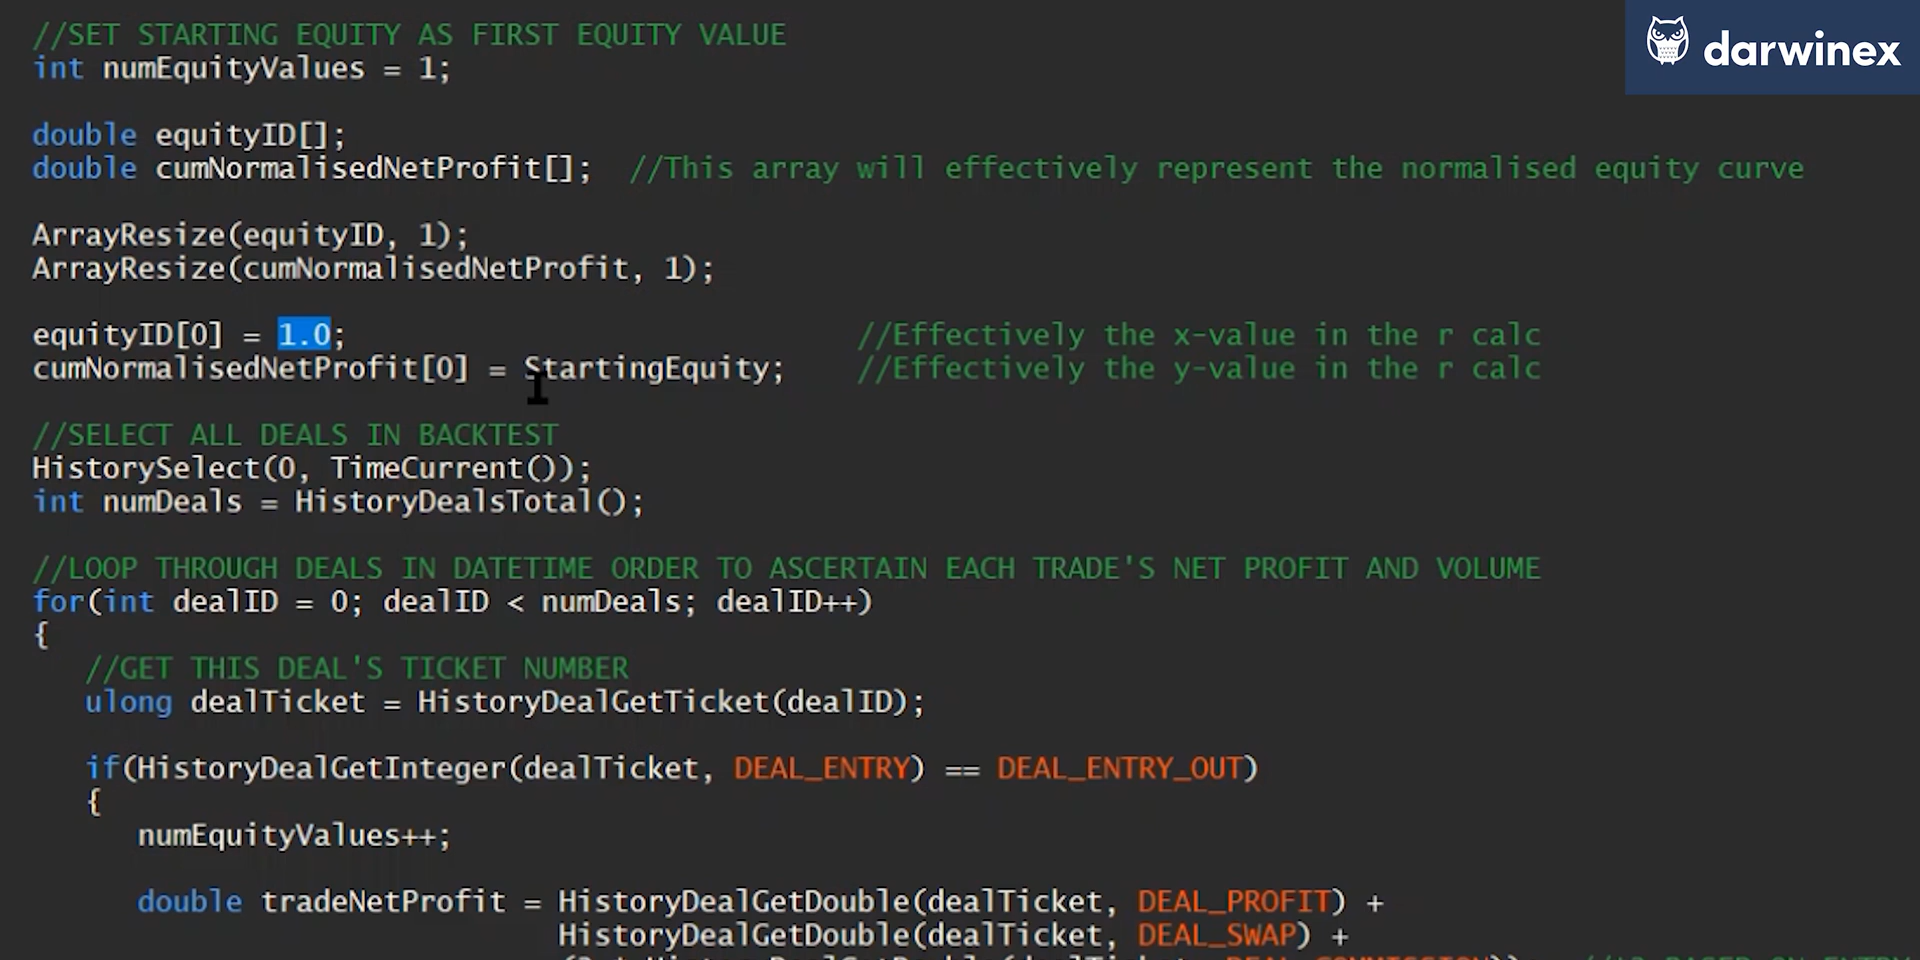 //SET STARTING EQUITY AS FIRST EQUITY VALUE
int numEquityValues = 1;
darwinex
double equityID[];
double cumNormalisedNetProfit[];  //This array will effectively represent the normalised equity curve
ArrayResize(equityID, 1);
ArrayResize(cumNormalisedNetProfit, 1);
equityID[0] = 1.0;  //Effectively the x-value in the r calc
cumNormalisedNetProfit[0] = StartingEquity;  //Effectively the y-value in the r calc
//SELECT ALL DEALS IN BACKTEST
HistorySelect(0, TimeCurrent());
int numDeals = HistoryDealsTotal();
//LOOP THROUGH DEALS IN DATETIME ORDER TO ASCERTAIN EACH TRADE'S NET PROFIT AND VOLUME
for(int dealID = 0; dealID < numDeals; dealID++)
{
//GET THIS DEAL'S TICKET NUMBER
ulong dealTicket = HistoryDealGetTicket(dealID);
if(HistoryDealGetInteger(dealTicket, DEAL_ENTRY) == DEAL_ENTRY_OUT)
{
numEquityValues++;
double tradeNetProfit = HistoryDealGetDouble(dealTicket, DEAL_PROFIT) +
HistoryDealGetDouble(dealTicket, DEAL_SWAP) +